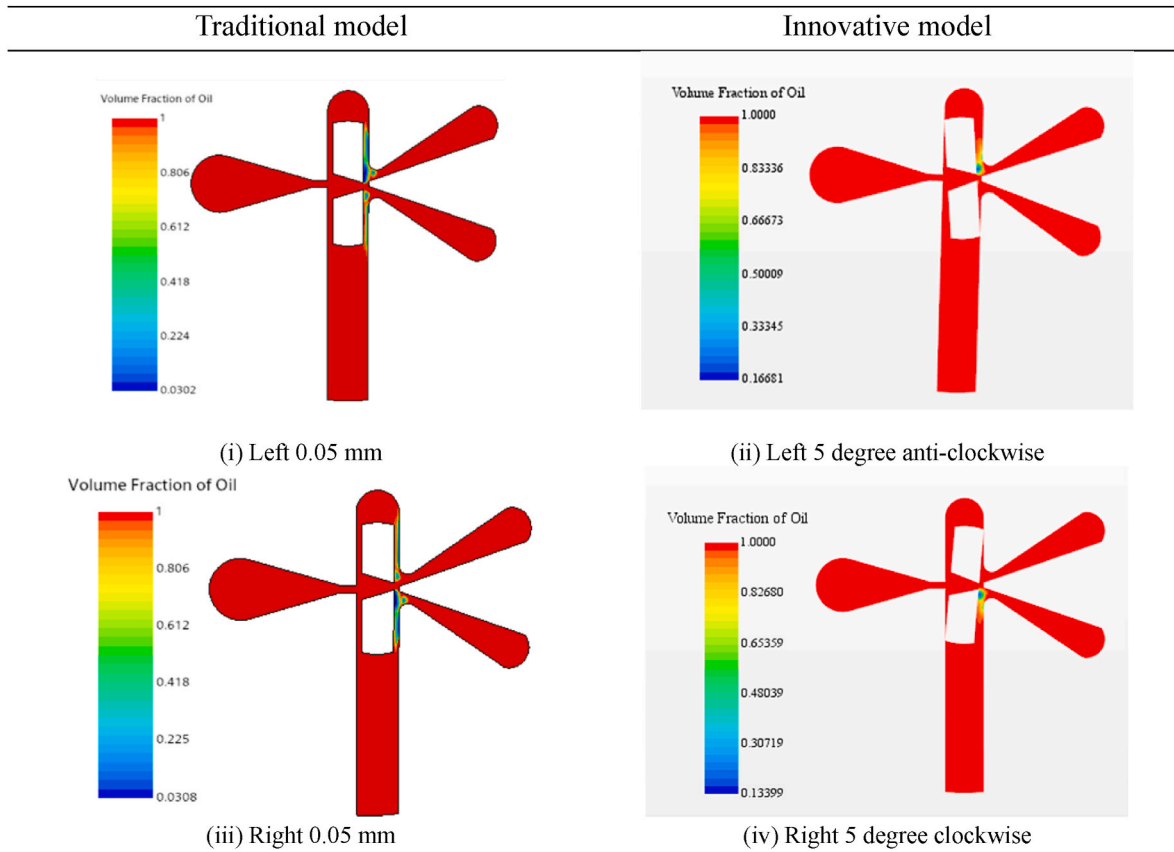 Traditional model
Innovative model
Volume Fraction of Oil
1
0.806
0.612
0.418
0.224
0.0302
Volume Fraction of Oil
1.0000
0.83336
0.66673
0.50009
0.33345
0.16681
(i) Left 0.05 mm
(ii) Left 5 degree anti-clockwise
Volume Fraction of Oil
1
0.806
0.612
0.418
0.225
0.0308
Volume Fraction of Oil
1.0000
0.82680
0.65359
0.48039
0.30719
0.13399
(iii) Right 0.05 mm
(iv) Right 5 degree clockwise